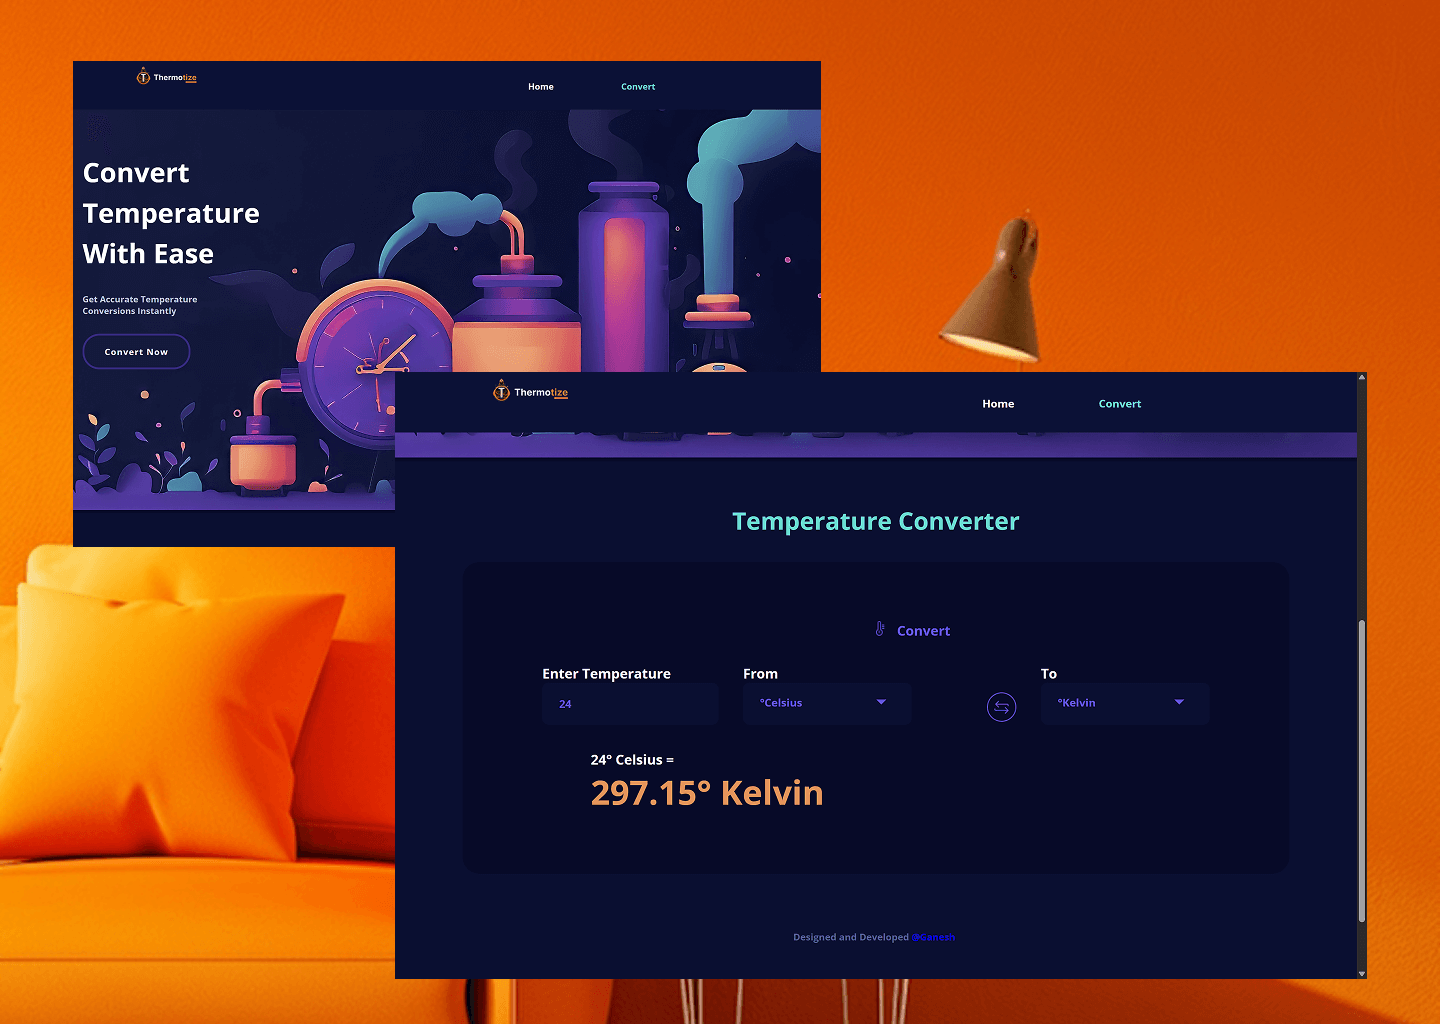 Thermotize
Home
Convert
Convert
Temperature
With Ease
Get Accurate Temperature
Conversions Instantly
Convert Now
Thermotize
Home
Convert
Temperature Converter
Convert
Enter Temperature
From
To
24
°Celsius
°Kelvin
24° Celsius =
297.15° Kelvin
Designed and Developed